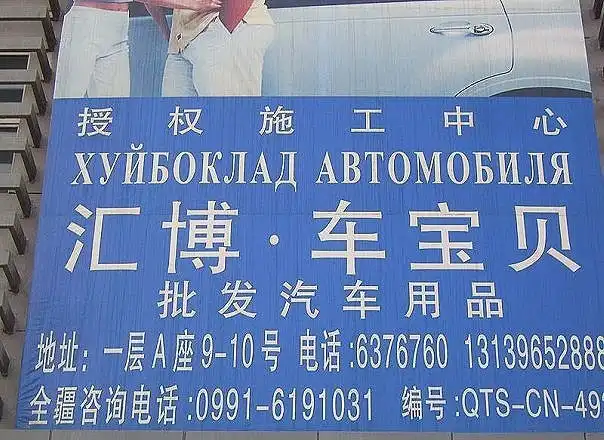 授权施工中心
ХУЙБОКЛАД АВТОМОБИЛЯ
汇博·车宝贝
批发汽车用品
地址:一层A座9-10号 电话:6376760 13139652888
全疆咨询电话:0991-6191031 编号:QTS-CN-49